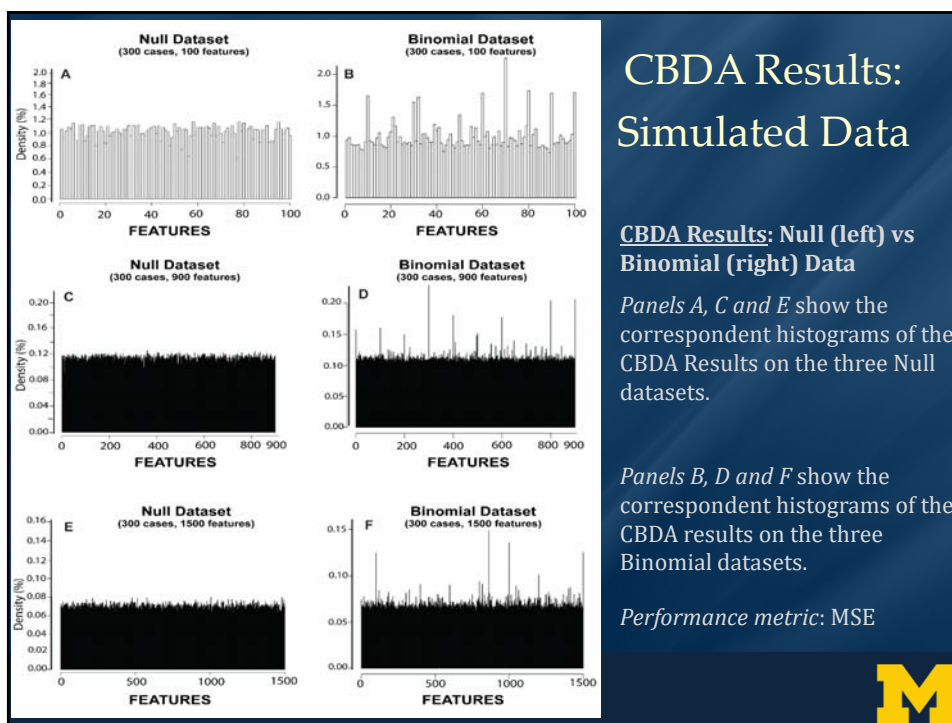 Null Dataset
(300 cases, 100 features)
A
Density (%)
2.0
1.8
1.6
1.4
1.2
1.0
0.8
0.6
0.4
0.2
0.0
0 20 40 60 80 100
FEATURES
Binomial Dataset
(300 cases, 100 features)
B
2.0
1.5
1.0
0.5
0.0
0 20 40 60 80 100
FEATURES
Null Dataset
(300 cases, 900 features)
C
Density (%)
0.20
0.16
0.12
0.08
0.04
0.00
0 200 400 600 800 900
FEATURES
Binomial Dataset
(300 cases, 900 features)
D
0.20
0.15
0.10
0.05
0.00
0 200 400 600 800 900
FEATURES
Null Dataset
(300 cases, 1500 features)
E
Density (%)
0.16
0.14
0.12
0.10
0.08
0.06
0.04
0.02
0.00
0 500 1000 1500
FEATURES
Binomial Dataset
(300 cases, 1500 features)
F
0.15
0.10
0.05
0.00
0 500 1000 1500
FEATURES
CBDA Results:
Simulated Data
CBDA Results: Null (left) vs
Binomial (right) Data
Panels A, C and E show the
correspondent histograms of the
CBDA Results on the three Null
datasets.
Panels B, D and F show the
correspondent histograms of the
CBDA results on the three
Binomial datasets.
Performance metric: MSE
M